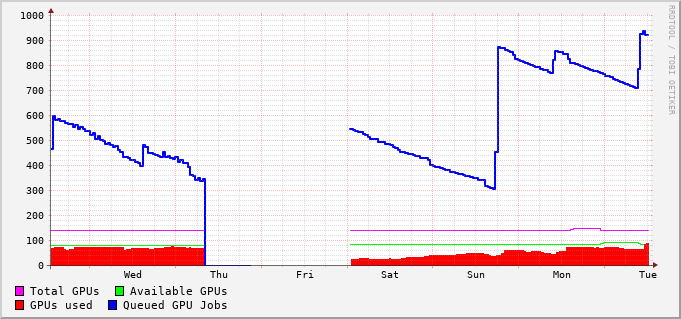 1000
900
800
700
600
500
400
300
200
100
0
Wed Thu Fri Sat Sun Mon Tue
Total GPUs Available GPUs
GPUs used Queued GPU Jobs
RRDTOOL / TOBI OETIKER